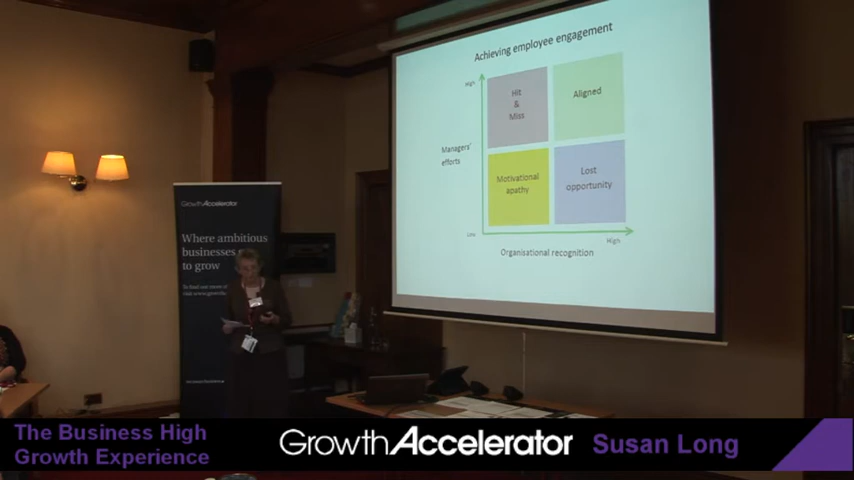 Achieving employee engagement
High
Hit
&
Miss
Aligned
Managers'
efforts
Motivational
apathy
Lost
opportunity
Low
High
Organisational recognition
GrowthAccelerator
Where ambitious
businesses
to grow
The Business High
Growth Experience
GrowthAccelerator
Susan Long